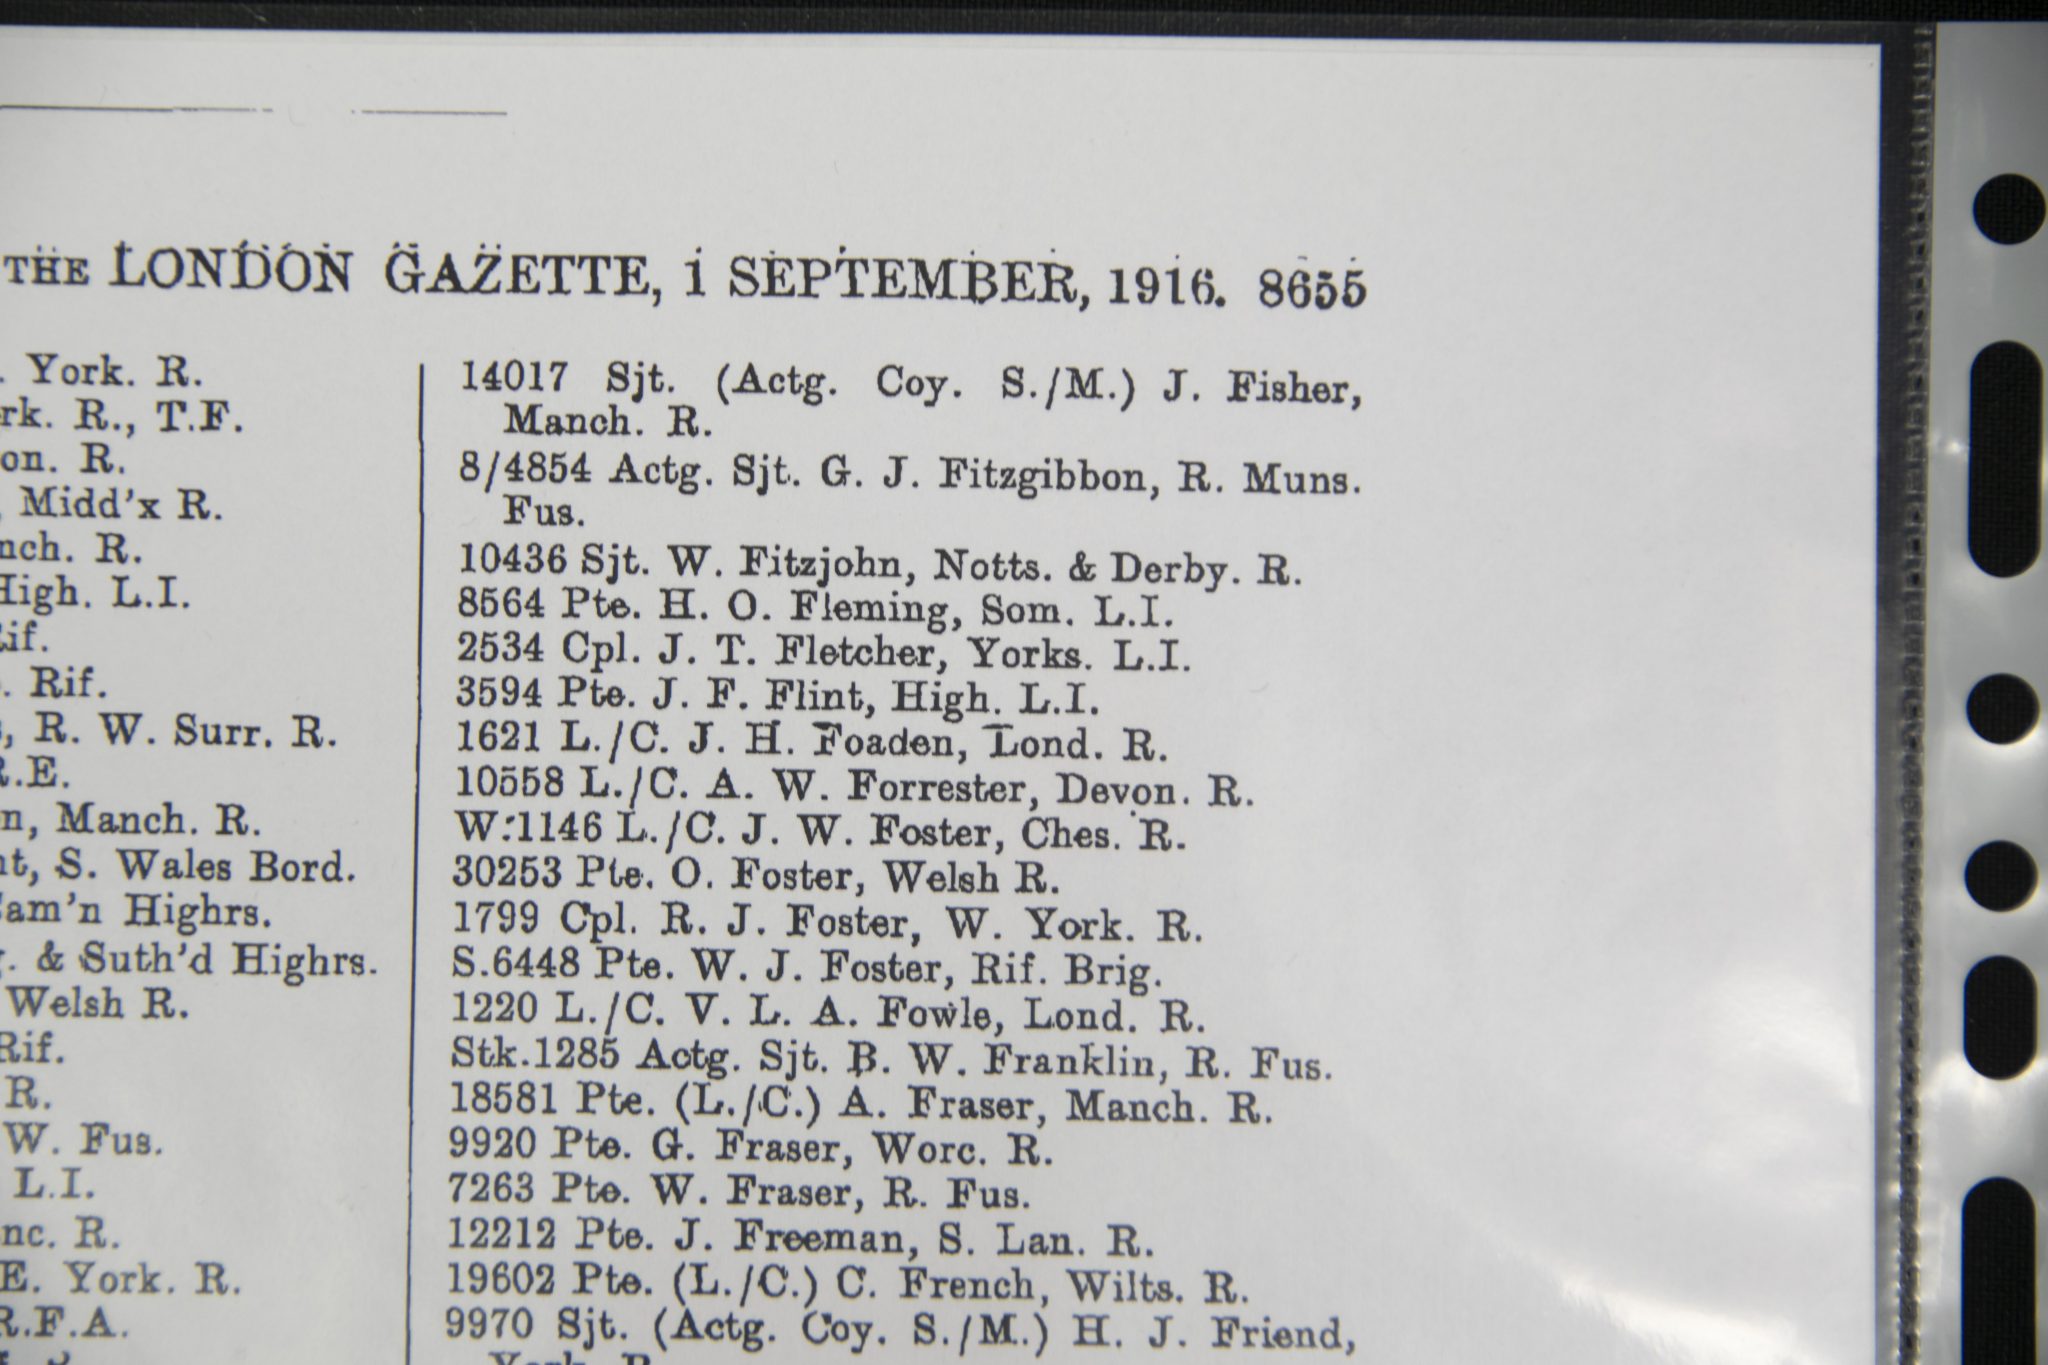 THE LONDON GAZETTE, 1 SEPTEMBER, 1916. 8655
York. R.
R., T.F.
R.
Midd'x R.
R.
High. L.I.
Rif.
Rif.
R. W. Surr. R.
R.E.
Manch. R.
S. Wales Bord.
Cam'n Highrs.
& Suth'd Highrs.
Welsh R.
Rif.
R.
W. Fus.
L.I.
R.
E. York. R.
R.F.A.
14017 Sjt. (Actg. Coy. S./M.) J. Fisher,
Manch. R.
8/4854 Actg. Sjt. G. J. Fitzgibbon, R. Muns.
Fus.
10436 Sjt. W. Fitzjohn, Notts. & Derby. R.
8564 Pte. H. O. Fleming, Som. L.I.
2534 Cpl. J. T. Fletcher, Yorks. L.I.
3594 Pte. J. F. Flint, High. L.I.
1621 L./C. J. H. Foaden, Lond. R.
10558 L./C. A. W. Forrester, Devon. R.
W.1146 L./C. J. W. Foster, Ches. R.
30253 Pte. O. Foster, Welsh R.
1799 Cpl. R. J. Foster, W. York. R.
S.6448 Pte. W. J. Foster, Rif. Brig.
1220 L./C. V. L. A. Fowle, Lond. R.
Stk.1285 Actg. Sjt. B. W. Franklin, R. Fus.
18581 Pte. (L./C.) A. Fraser, Manch. R.
9920 Pte. G. Fraser, Worc. R.
7263 Pte. W. Fraser, R. Fus.
12212 Pte. J. Freeman, S. Lan. R.
19602 Pte. (L./C.) C. French, Wilts. R.
9970 Sjt. (Actg. Coy. S./M.) H. J. Friend,
York. R.